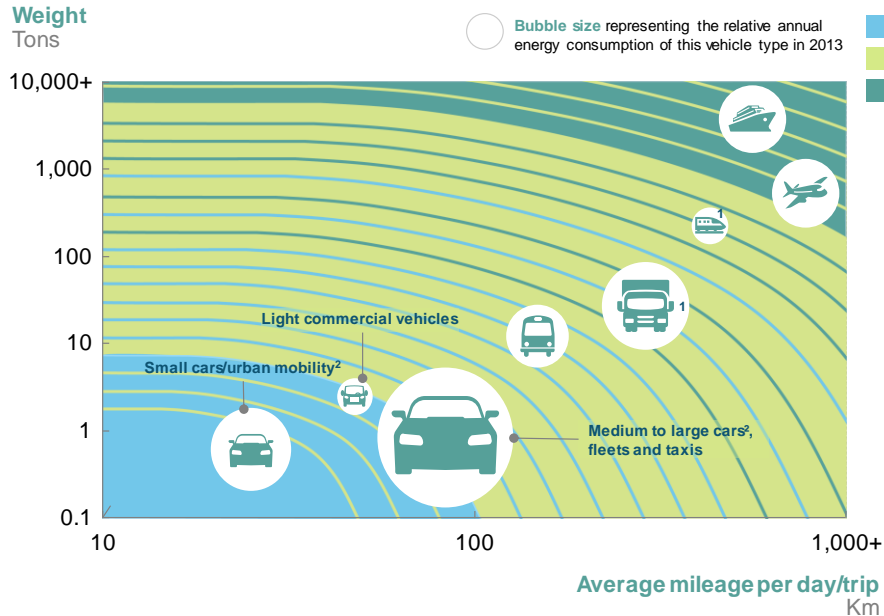 Weight
Tons
Bubble size representing the relative annual
energy consumption of this vehicle type in 2013
10,000+
1,000
1
100
1
10
Light commercial vehicles
Small cars/urban mobility²
1
Medium to large cars²,
fleets and taxis
0.1
10
100
1,000+
Average mileage per day/trip
Km